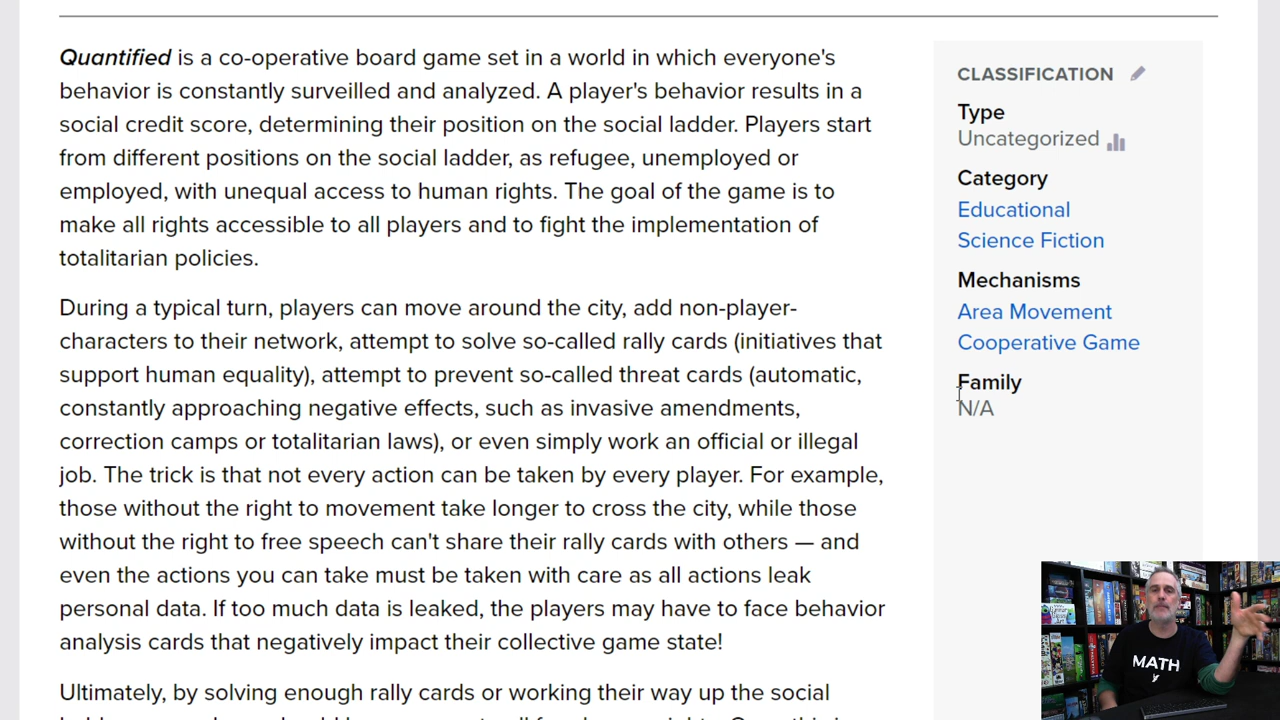 Quantified is a co-operative board game set in a world in which everyone's
behavior is constantly surveilled and analyzed. A player's behavior results in a
social credit score, determining their position on the social ladder. Players start
from different positions on the social ladder, as refugee, unemployed or
employed, with unequal access to human rights. The goal of the game is to
make all rights accessible to all players and to fight the implementation of
totalitarian policies.
During a typical turn, players can move around the city, add non-player-
characters to their network, attempt to solve so-called rally cards (initiatives that
support human equality), attempt to prevent so-called threat cards (automatic,
constantly approaching negative effects, such as invasive amendments,
correction camps or totalitarian laws), or even simply work an official or illegal
job. The trick is that not every action can be taken by every player. For example,
those without the right to movement take longer to cross the city, while those
without the right to free speech can't share their rally cards with others — and
even the actions you can take must be taken with care as all actions leak
personal data. If too much data is leaked, the players may have to face behavior
analysis cards that negatively impact their collective game state!
Ultimately, by solving enough rally cards or working their way up the social
CLASSIFICATION
Type
Uncategorized
Category
Educational
Science Fiction
Mechanisms
Area Movement
Cooperative Game
Family
N/A
MATH